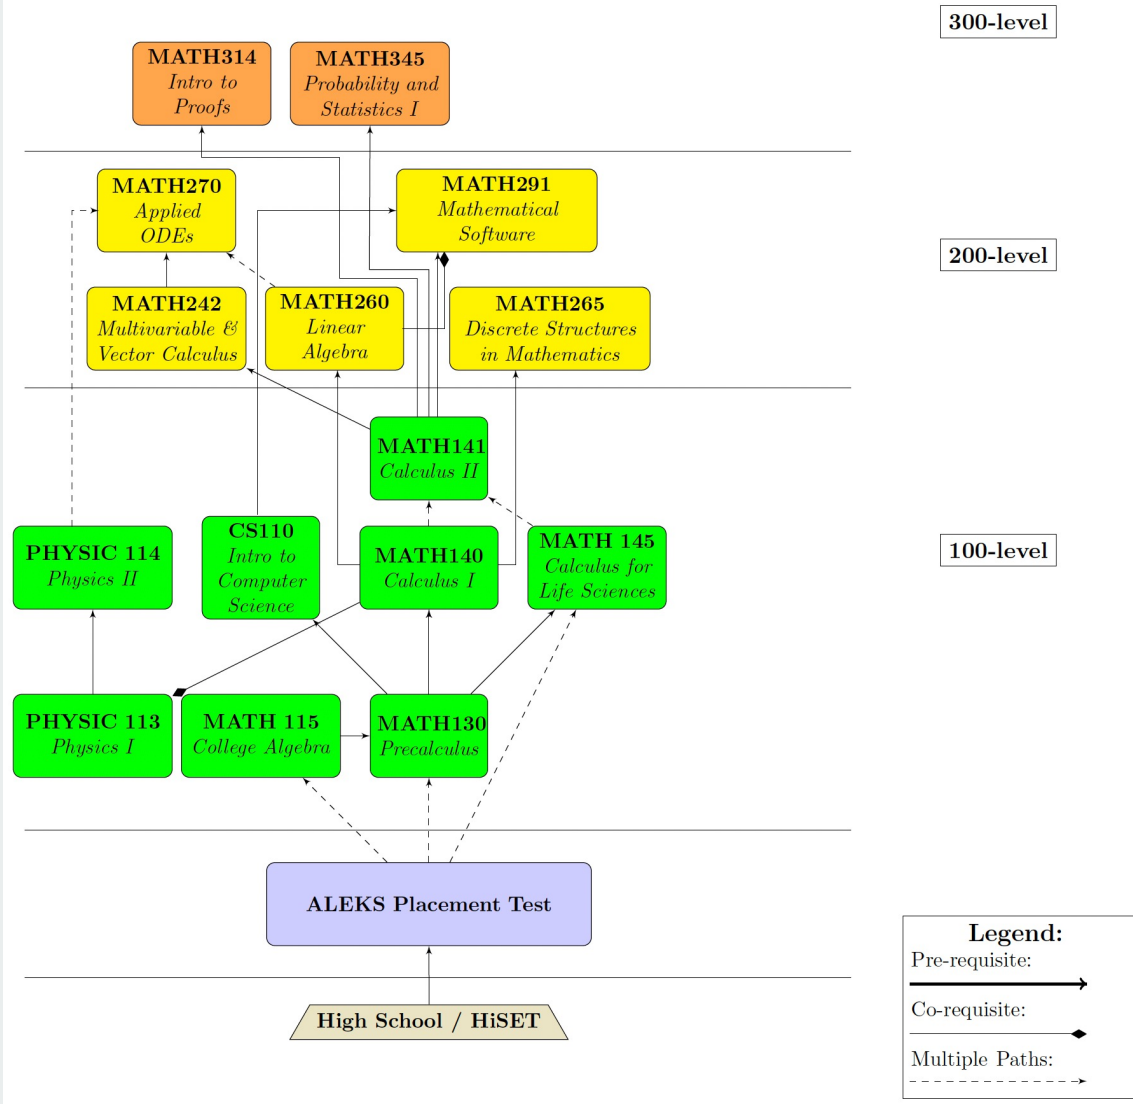 300-level
MATH314
Intro to
Proofs
MATH345
Probability and
Statistics I
MATH270
Applied
ODEs
MATH291
Mathematical
Software
200-level
MATH242
Multivariable &
Vector Calculus
MATH260
Linear
Algebra
MATH265
Discrete Structures
in Mathematics
MATH141
Calculus II
PHYSIC 114
Physics II
CS110
Intro to
Computer
Science
MATH140
Calculus I
MATH 145
Calculus for
Life Sciences
100-level
PHYSIC 113
Physics I
MATH 115
College Algebra
MATH130
Precalculus
ALEKS Placement Test
High School / HiSET
Legend:
Pre-requisite:
Co-requisite:
Multiple Paths: